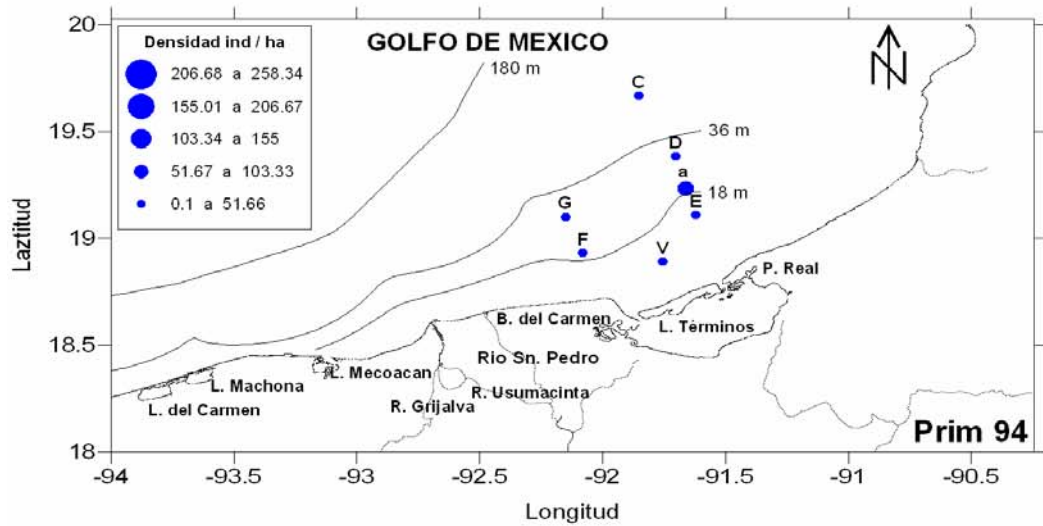 20
19.5
19
18.5
18
Laztitud
Densidad ind / ha
206.68 a 258.34
155.01 a 206.67
103.34 a 155
51.67 a 103.33
0.1 a 51.66
GOLFO DE MEXICO
N
180 m
C
36 m
D
a
18 m
E
G
F
V
P. Real
B. del Carmen
L. Términos
Rio Sn. Pedro
L. Mecoacan
L. Machona
R. Usumacinta
L. del Carmen
R. Grijalva
Prim 94
-94
-93.5
-93
-92.5
-92
-91.5
-91
-90.5
Longitud